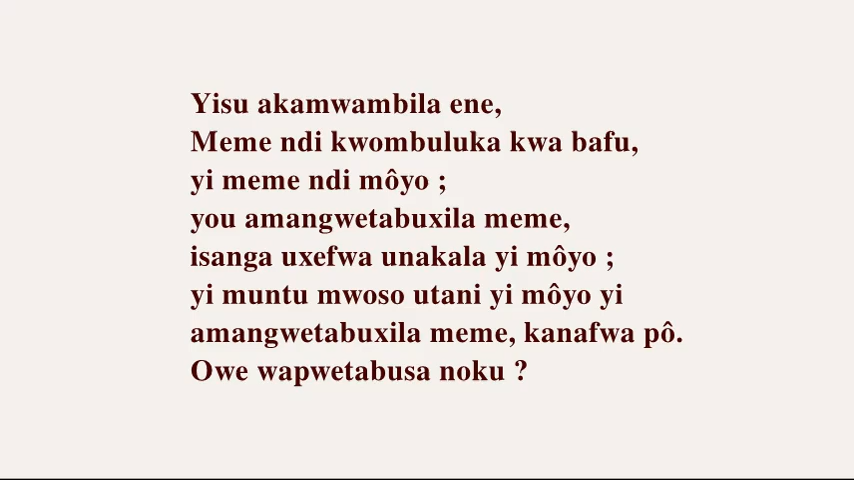 Yisu akamwambila ene,
Meme ndi kwombuluka kwa bafu,
yi meme ndi môyo ;
you amangwetabuxila meme,
isanga uxefwa unakala yi môyo ;
yi muntu mwoso utani yi môyo yi
amangwetabuxila meme, kanafwa pô.
Owe wapwetabusa noku ?